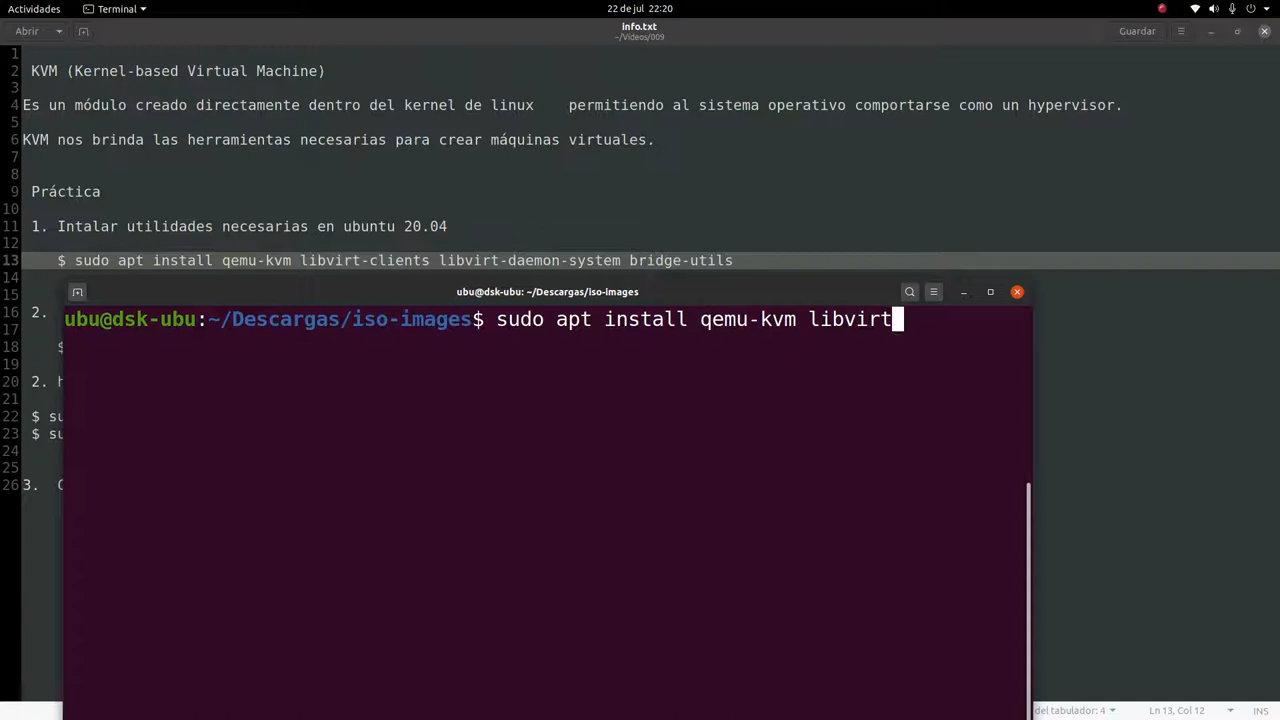 Actividades
Terminal
22 de jul 22:20
Abrir
info.txt
~/Vídeos/009
Guardar
1
2 KVM (Kernel-based Virtual Machine)
3
4 Es un módulo creado directamente dentro del kernel de linux    permitiendo al sistema operativo comportarse como un hypervisor.
5
6 KVM nos brinda las herramientas necesarias para crear máquinas virtuales.
7
8
9 Práctica
10
11 1. Intalar utilidades necesarias en ubuntu 20.04
12
13 $ sudo apt install qemu-kvm libvirt-clients libvirt-daemon-system bridge-utils
14
15
16 2.
17
18 $
19
20 2. h
21
22 $ su
23 $ su
24
25
26 3.
ubu@dsk-ubu: ~/Descargas/iso-images
ubu@dsk-ubu:~/Descargas/iso-images$ sudo apt install qemu-kvm libvirt
del tabulador: 4
Ln 13, Col 12
INS